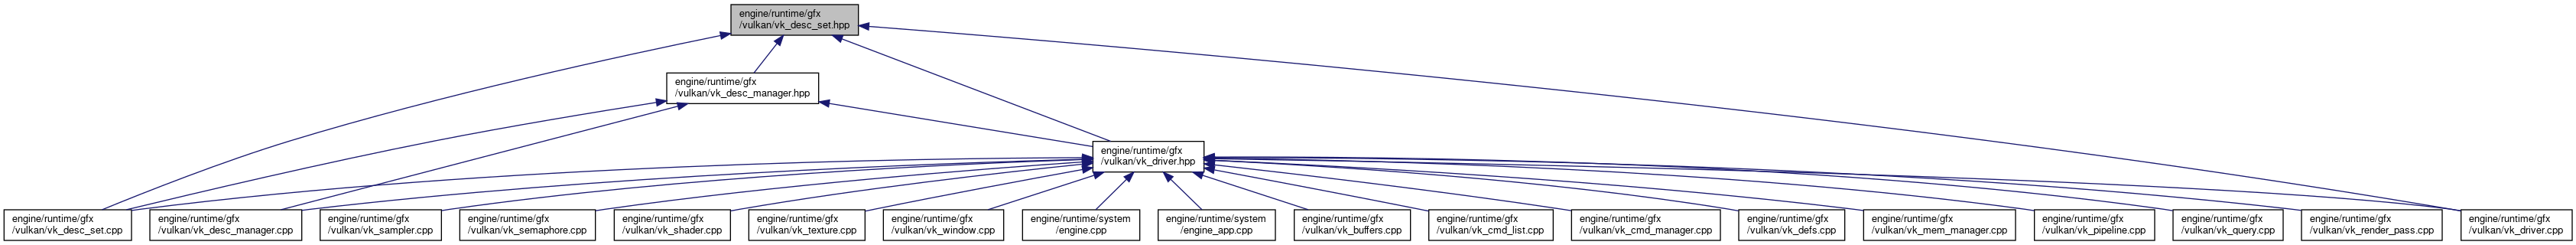 engine/runtime/gfx
/vulkan/vk_desc_set.hpp
engine/runtime/gfx
/vulkan/vk_desc_manager.hpp
engine/runtime/gfx
/vulkan/vk_driver.hpp
engine/runtime/gfx
/vulkan/vk_desc_set.cpp
engine/runtime/gfx
/vulkan/vk_desc_manager.cpp
engine/runtime/gfx
/vulkan/vk_sampler.cpp
engine/runtime/gfx
/vulkan/vk_semaphore.cpp
engine/runtime/gfx
/vulkan/vk_shader.cpp
engine/runtime/gfx
/vulkan/vk_texture.cpp
engine/runtime/gfx
/vulkan/vk_window.cpp
engine/runtime/system
/engine.cpp
engine/runtime/system
/engine_app.cpp
engine/runtime/gfx
/vulkan/vk_buffers.cpp
engine/runtime/gfx
/vulkan/vk_cmd_list.cpp
engine/runtime/gfx
/vulkan/vk_cmd_manager.cpp
engine/runtime/gfx
/vulkan/vk_defs.cpp
engine/runtime/gfx
/vulkan/vk_mem_manager.cpp
engine/runtime/gfx
/vulkan/vk_pipeline.cpp
engine/runtime/gfx
/vulkan/vk_query.cpp
engine/runtime/gfx
/vulkan/vk_render_pass.cpp
engine/runtime/gfx
/vulkan/vk_driver.cpp